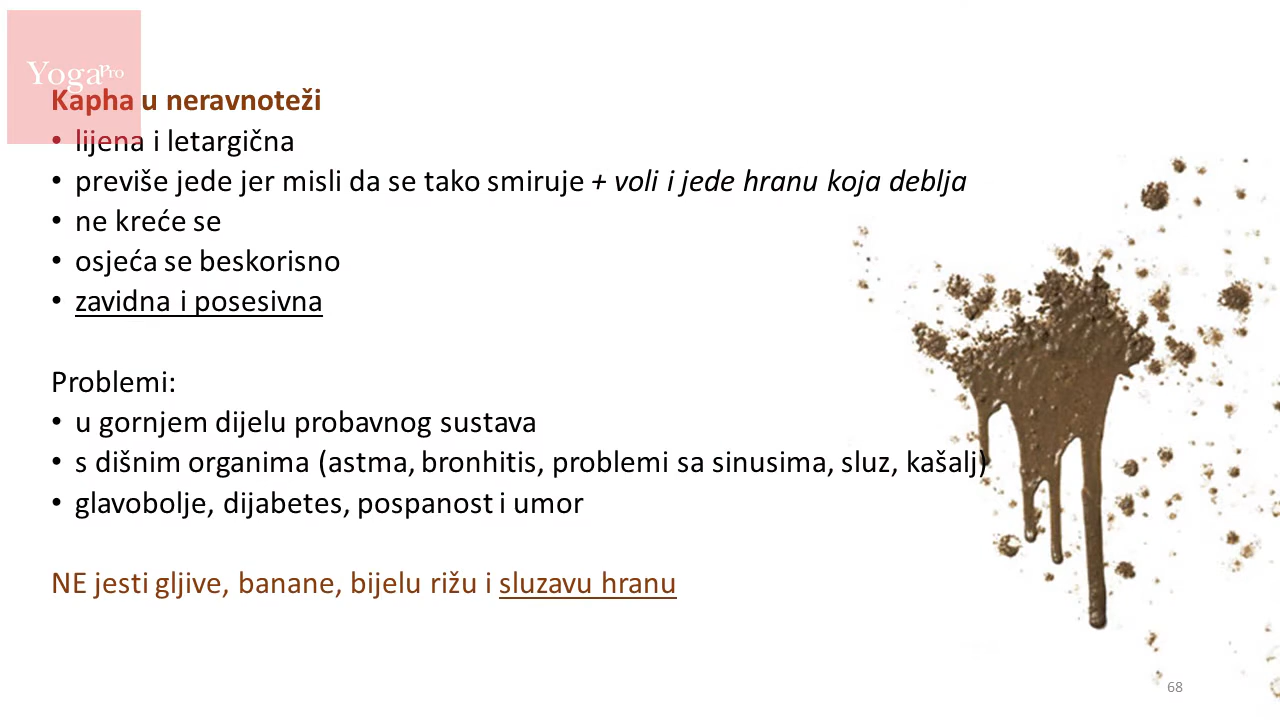 YogaPro
Kapha u neravnoteži
• lijena i letargična
• previše jede jer misli da se tako smiruje + voli i jede hranu koja deblja
• ne kreće se
• osjeća se beskorisno
• zavidna i posesivna
Problemi:
• u gornjem dijelu probavnog sustava
• s dišnim organima (astma, bronhitis, problemi sa sinusima, sluz, kašalj)
• glavobolje, dijabetes, pospanost i umor
NE jesti gljive, banane, bijelu rižu i sluzavu hranu
68